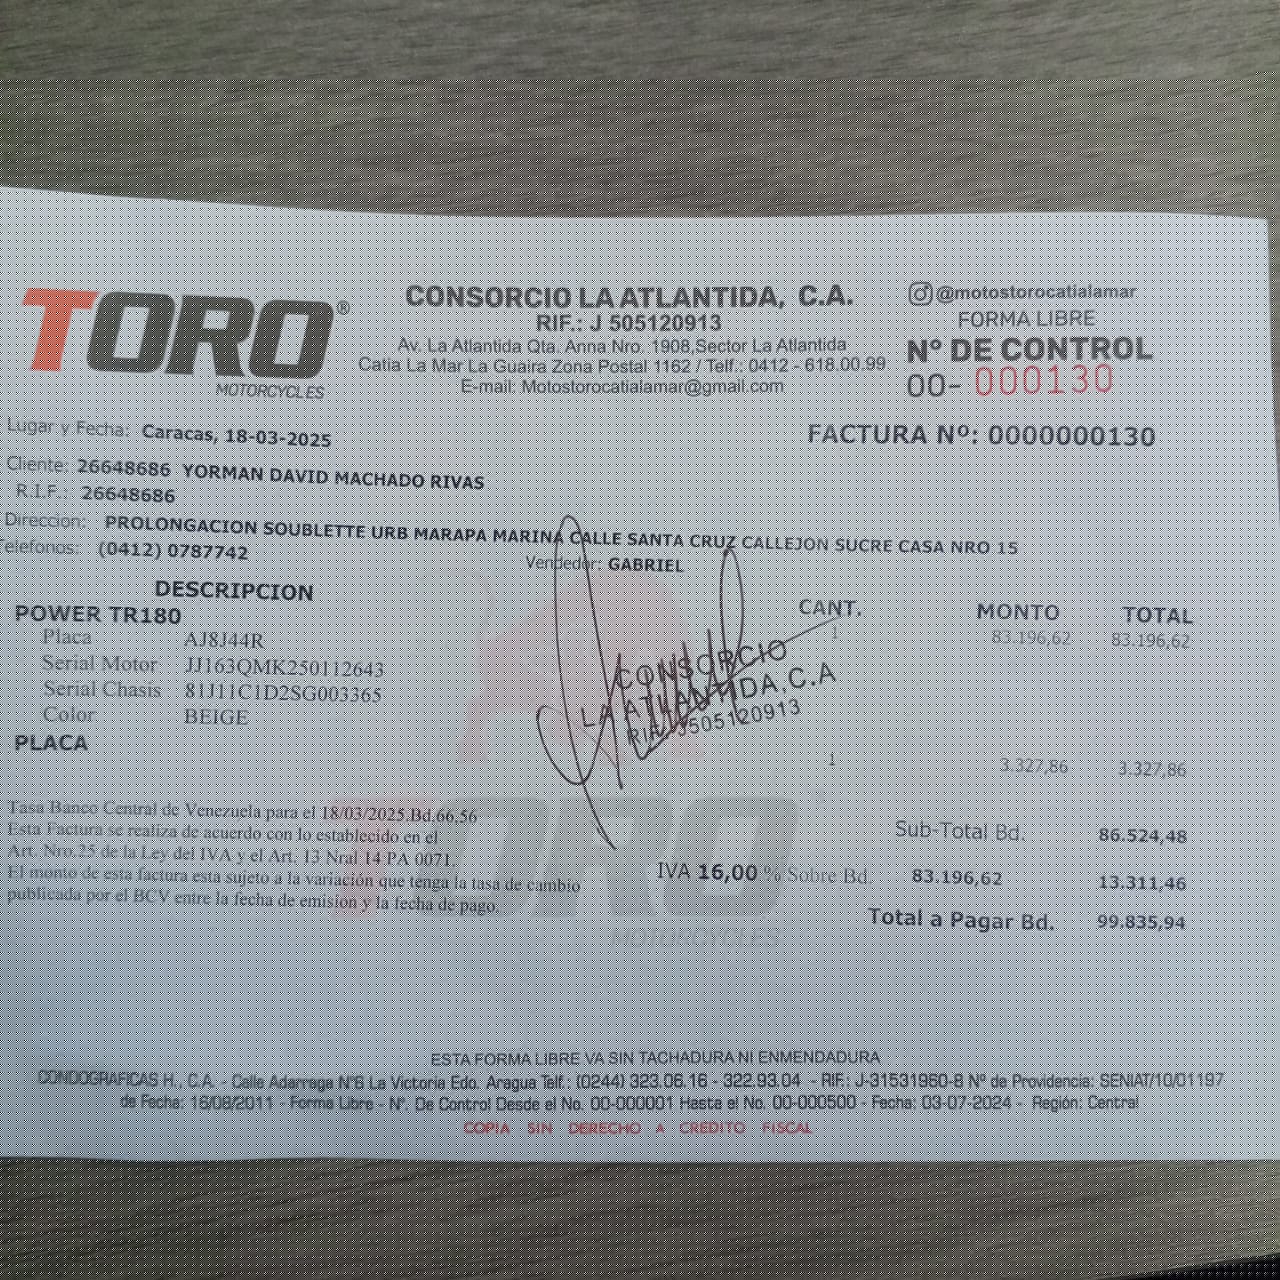 TORO®
MOTORCYCLES
CONSORCIO LA ATLANTIDA, C.A.
RIF.: J 505120913
Av. La Atlantida Qta. Anna Nro. 1908,Sector La Atlantida
Catia La Mar La Guaira Zona Postal 1162 / Telf.: 0412 - 618.00.99
E-mail: Motostorocatialamar@gmail.com
@motostorocatialamar
FORMA LIBRE
N° DE CONTROL
00- 000130
Lugar y Fecha: Caracas, 18-03-2025
FACTURA Nº: 0000000130
Cliente: 26648686 YORMAN DAVID MACHADO RIVAS
R.I.F.: 26648686
Direccion: PROLONGACION SOUBLETTE URB MARAPA MARINA CALLE SANTA CRUZ CALLEJON SUCRE CASA NRO 15
Telefonos: (0412) 0787742
Vendedor: GABRIEL
DESCRIPCION CANT. MONTO TOTAL
POWER TR180 1 83.196,62 83.196,62
Placa AJ8J44R
Serial Motor JJ163QMK250112643
Serial Chasis 81J11C1D2SG003365
Color BEIGE
CONSORCIO
LA ATLANTIDA,C.A
RIF: J505120913
PLACA 1 3.327,86 3.327,86
Tasa Banco Central de Venezuela para el 18/03/2025.Bd.66,56
Esta Factura se realiza de acuerdo con lo establecido en el
Art. Nro.25 de la Ley del IVA y el Art. 13 Nral 14 PA 0071.
El monto de esta factura esta sujeto a la variación que tenga la tasa de cambio
publicada por el BCV entre la fecha de emision y la fecha de pago.
Sub-Total Bd. 86.524,48
IVA 16,00 % Sobre Bd. 83.196,62 13.311,46
Total a Pagar Bd. 99.835,94
TORO
MOTORCYCLES
ESTA FORMA LIBRE VA SIN TACHADURA NI ENMENDADURA
CONDOGRAFICAS H., C.A. - Calle Adarraga N°6 La Victoria Edo. Aragua Telf.: (0244) 323.06.16 - 322.93.04 - RIF.: J-31531960-8 Nº de Providencia: SENIAT/10/01197
de Fecha: 16/08/2011 - Forma Libre - N°. De Control Desde el No. 00-000001 Hasta el No. 00-000500 - Fecha: 03-07-2024 - Región: Central
COPIA SIN DERECHO A CREDITO FISCAL